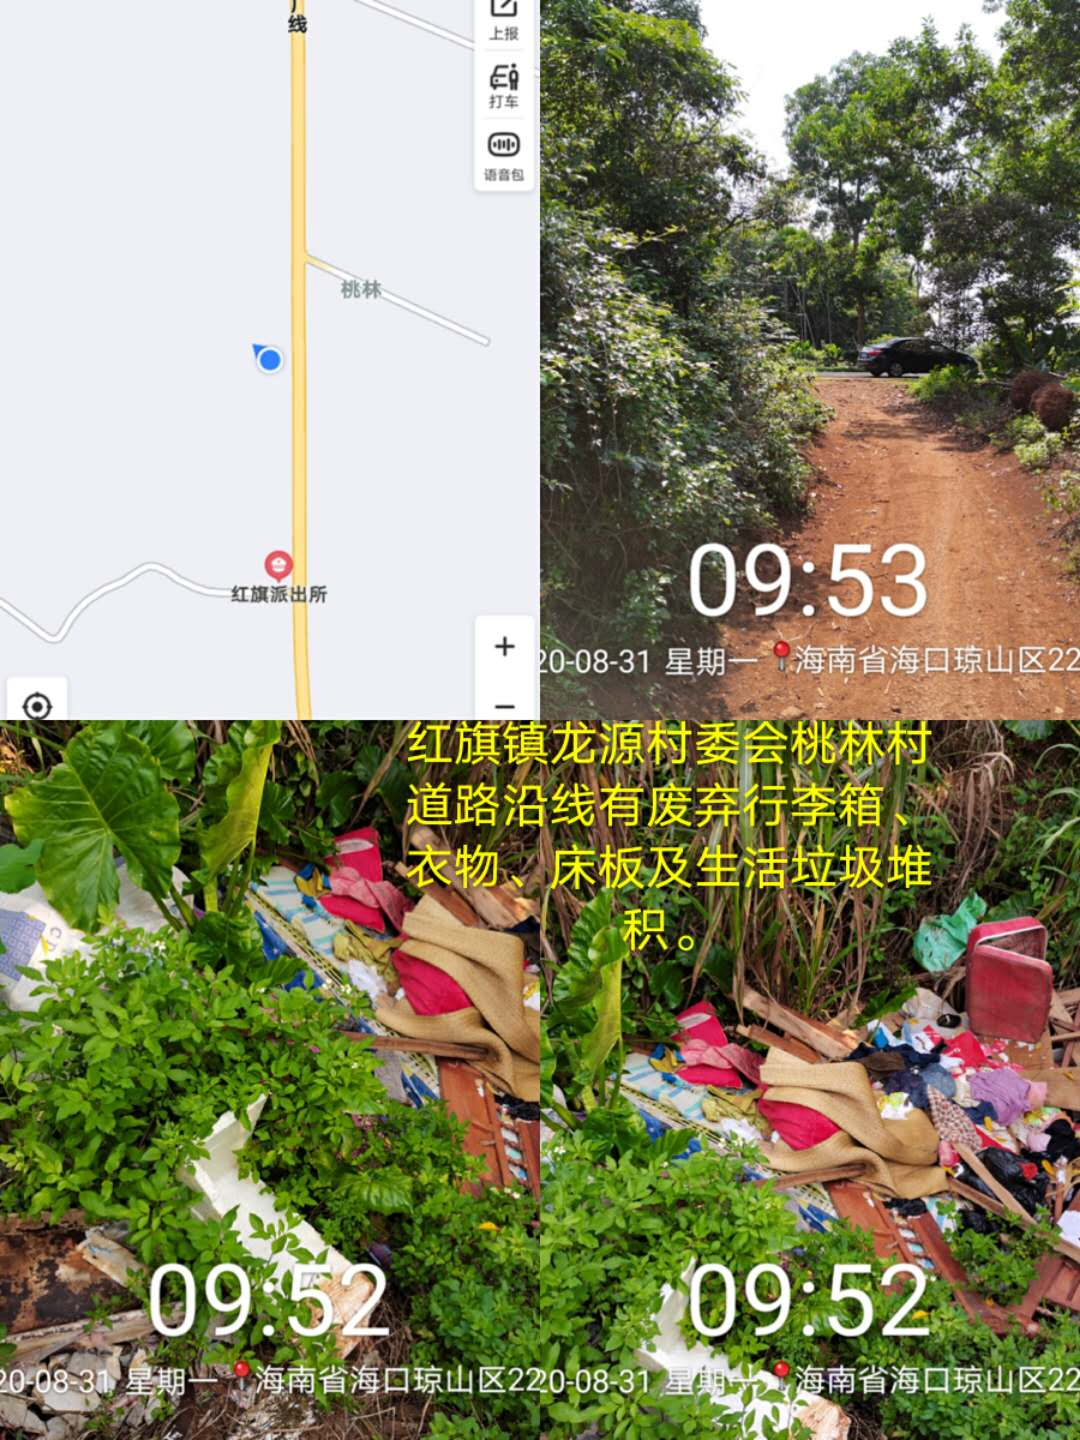 线
上报
打车
语音包
桃林
红旗派出所
09:53
20-08-31 星期一 海南省海口琼山区22
红旗镇龙源村委会桃林村
道路沿线有废弃行李箱、
衣物、床板及生活垃圾堆
积。
09:52
20-08-31 星期一 海南省海口琼山区22
09:52
20-08-31 星期一 海南省海口琼山区22